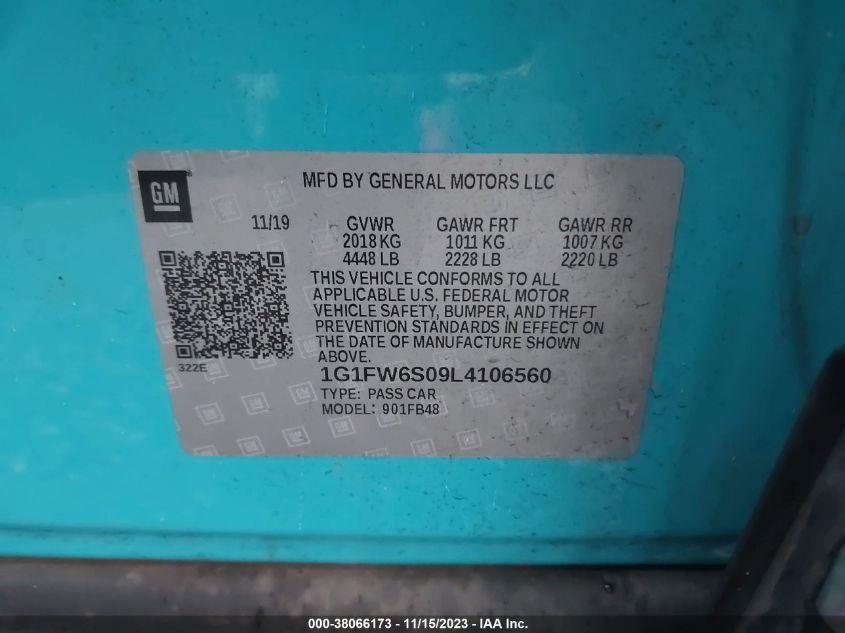 GM
MFD BY GENERAL MOTORS LLC
11/19 GVWR GAWR FRT GAWR RR
2018 KG 1011 KG 1007 KG
4448 LB 2228 LB 2220 LB
THIS VEHICLE CONFORMS TO ALL
APPLICABLE U.S. FEDERAL MOTOR
VEHICLE SAFETY, BUMPER, AND THEFT
PREVENTION STANDARDS IN EFFECT ON
THE DATE OF MANUFACTURE SHOWN
ABOVE.
322E
1G1FW6S09L4106560
TYPE: PASS CAR
MODEL: 901FB48
000-38066173 - 11/15/2023 - IAAI.com